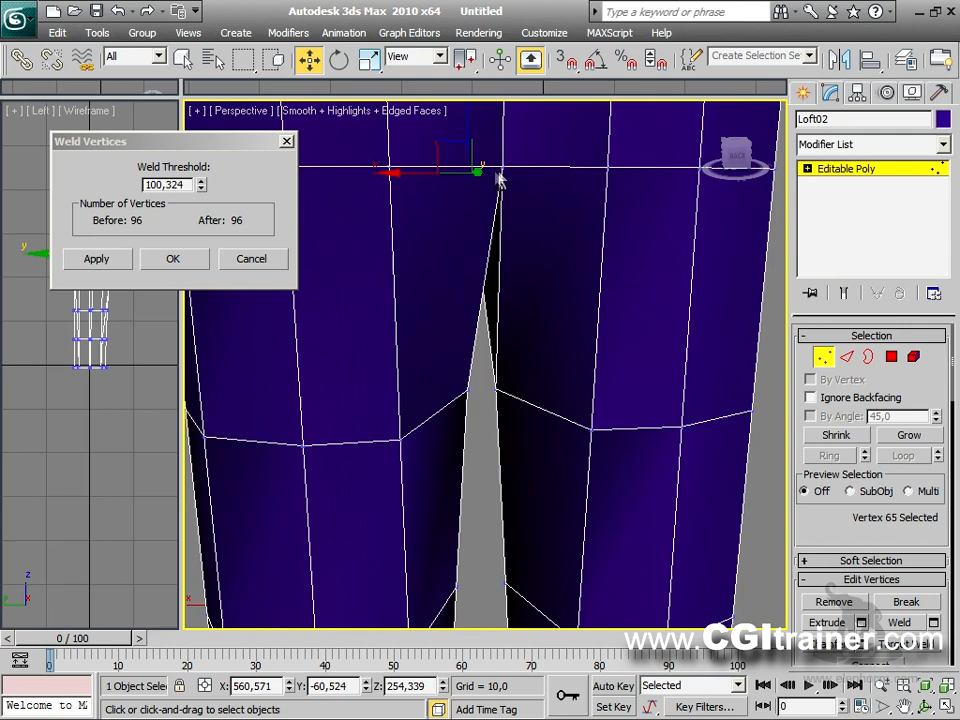 Autodesk 3ds Max 2010 x64 Untitled
Type a keyword or phrase
Edit Tools Group Views Create Modifiers Animation Graph Editors Rendering Customize MAXScript Help
All View Create Selection Se
[ + ] [ Left ] [ Wireframe ]
[ + ] [ Perspective ] [ Smooth + Highlights + Edged Faces ]
Weld Vertices
Weld Threshold:
100,324
Number of Vertices
Before: 96 After: 96
Apply OK Cancel
y
x
y
BACK
z
x
x
Loft02
Modifier List
Editable Poly
Selection
By Vertex
Ignore Backfacing
By Angle: 45,0
Shrink Grow
Ring Loop
Preview Selection
Off SubObj Multi
Vertex 65 Selected
Soft Selection
Edit Vertices
Remove Break
Extrude Weld
Target Weld
www.CGItrainer.com
0 / 100
0 10 20 30 40 50 60 70 80 90 100
1 Object Sele X: 560,571 Y: -60,524 Z: 254,339 Grid = 10,0 Auto Key Selected
Welcome to M Click or click-and-drag to select objects Add Time Tag Set Key Key Filters... 0